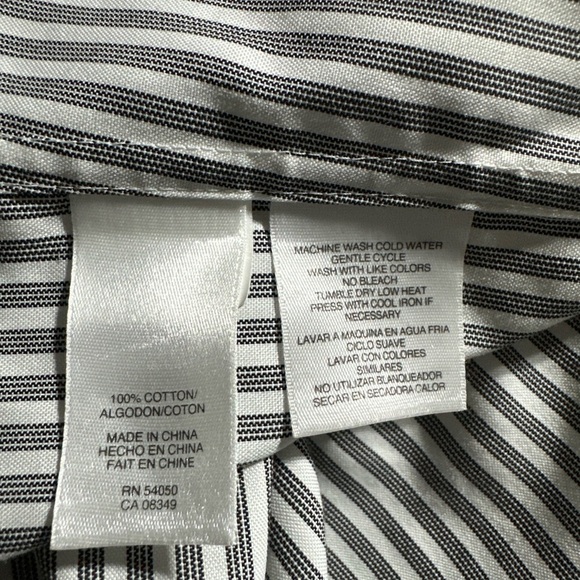 100% COTTON/
ALGODON/COTON
MADE IN CHINA
HECHO EN CHINA
FAIT EN CHINE
RN 54050
CA 08349
MACHINE WASH COLD WATER
GENTLE CYCLE
WASH WITH LIKE COLORS
NO BLEACH
TUMBLE DRY LOW HEAT
PRESS WITH COOL IRON IF
NECESSARY
LAVAR A MAQUINA EN AGUA FRIA
CICLO SUAVE
LAVAR CON COLORES
SIMILARES
NO UTILIZAR BLANQUEADOR
SECAR EN SECADORA CALOR